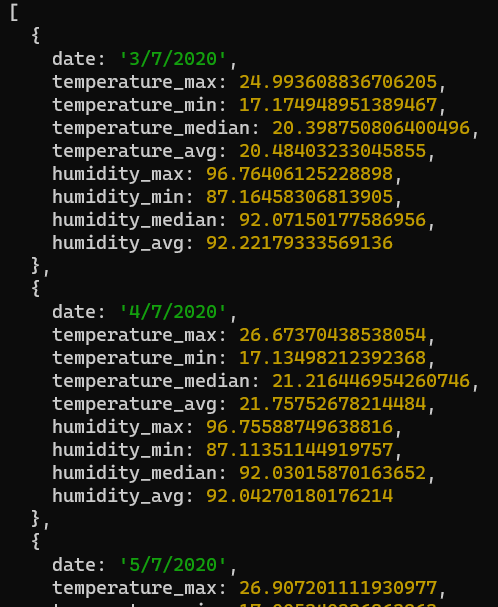 [
  {
    date: '3/7/2020',
    temperature_max: 24.993608836706205,
    temperature_min: 17.174948951389467,
    temperature_median: 20.398750806400496,
    temperature_avg: 20.48403233045855,
    humidity_max: 96.76406125228898,
    humidity_min: 87.16458306813905,
    humidity_median: 92.07150177586956,
    humidity_avg: 92.22179333569136
  },
  {
    date: '4/7/2020',
    temperature_max: 26.67370438538054,
    temperature_min: 17.13498212392368,
    temperature_median: 21.216446954260746,
    temperature_avg: 21.75752678214484,
    humidity_max: 96.75588749638816,
    humidity_min: 87.11351144919757,
    humidity_median: 92.03015870163652,
    humidity_avg: 92.04270180176214
  },
  {
    date: '5/7/2020',
    temperature_max: 26.907201111930977,